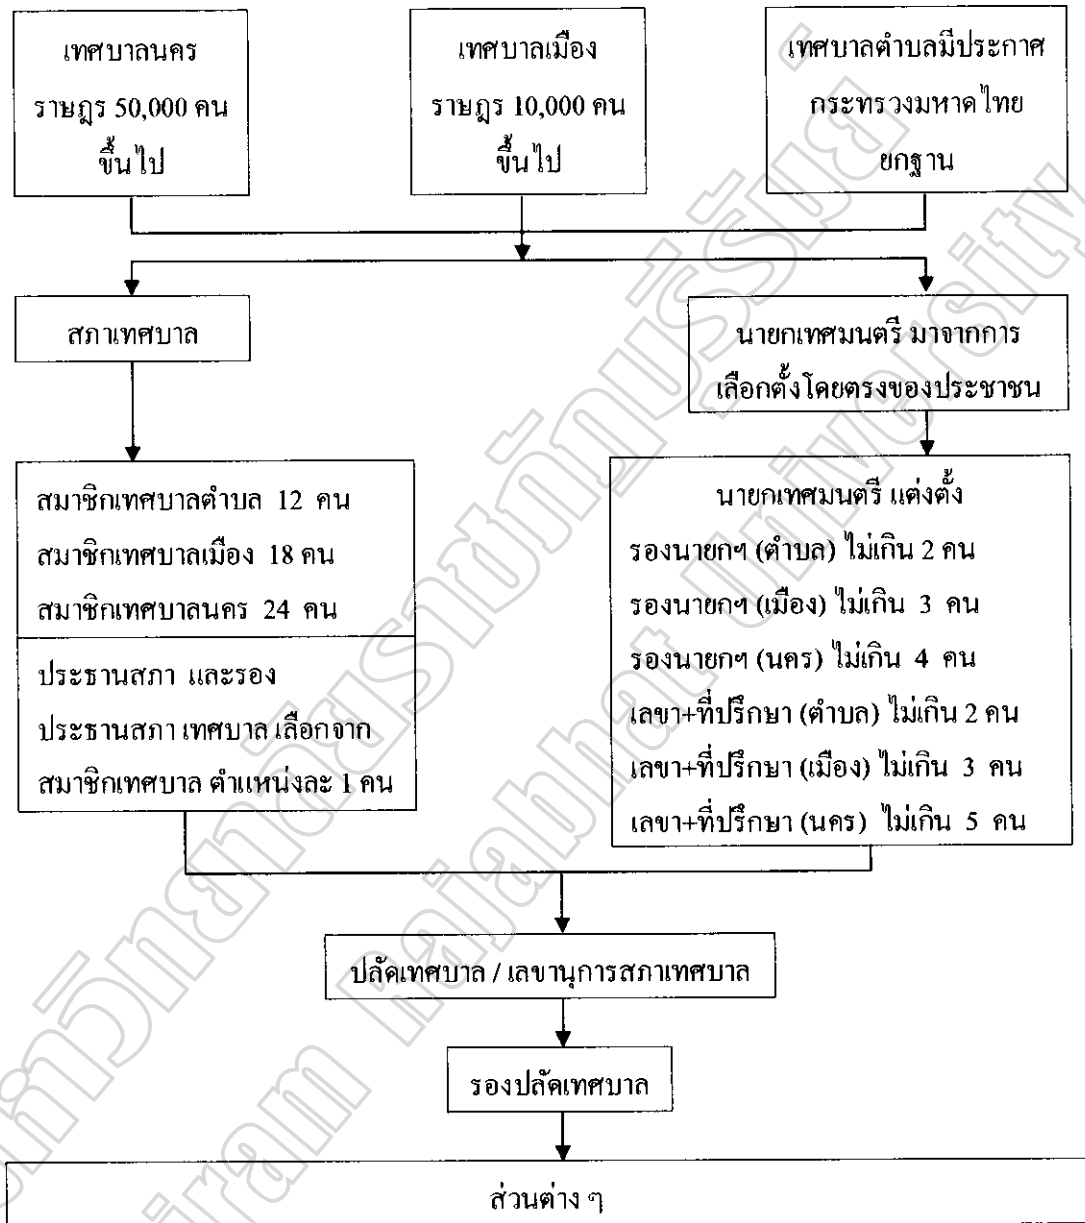 เทศบาลนคร
ราษฎร 50,000 คน
ขึ้นไป
เทศบาลเมือง
ราษฎร 10,000 คน
ขึ้นไป
เทศบาลตำบลมีประกาศ
กระทรวงมหาดไทย
ยกฐาน
สภาเทศบาล
นายกเทศมนตรี มาจากการ
เลือกตั้งโดยตรงของประชาชน
สมาชิกเทศบาลตำบล 12 คน
สมาชิกเทศบาลเมือง 18 คน
สมาชิกเทศบาลนคร 24 คน
ประธานสภา และรอง
ประธานสภา เทศบาล เลือกจาก
สมาชิกเทศบาล ตำแหน่งละ 1 คน
นายกเทศมนตรี แต่งตั้ง
รองนายกฯ (ตำบล) ไม่เกิน 2 คน
รองนายกฯ (เมือง) ไม่เกิน 3 คน
รองนายกฯ (นคร) ไม่เกิน 4 คน
เลขา+ที่ปรึกษา (ตำบล) ไม่เกิน 2 คน
เลขา+ที่ปรึกษา (เมือง) ไม่เกิน 3 คน
เลขา+ที่ปรึกษา (นคร) ไม่เกิน 5 คน
ปลัดเทศบาล / เลขานุการสภาเทศบาล
รองปลัดเทศบาล
ส่วนต่าง ๆ
Rajabhat University